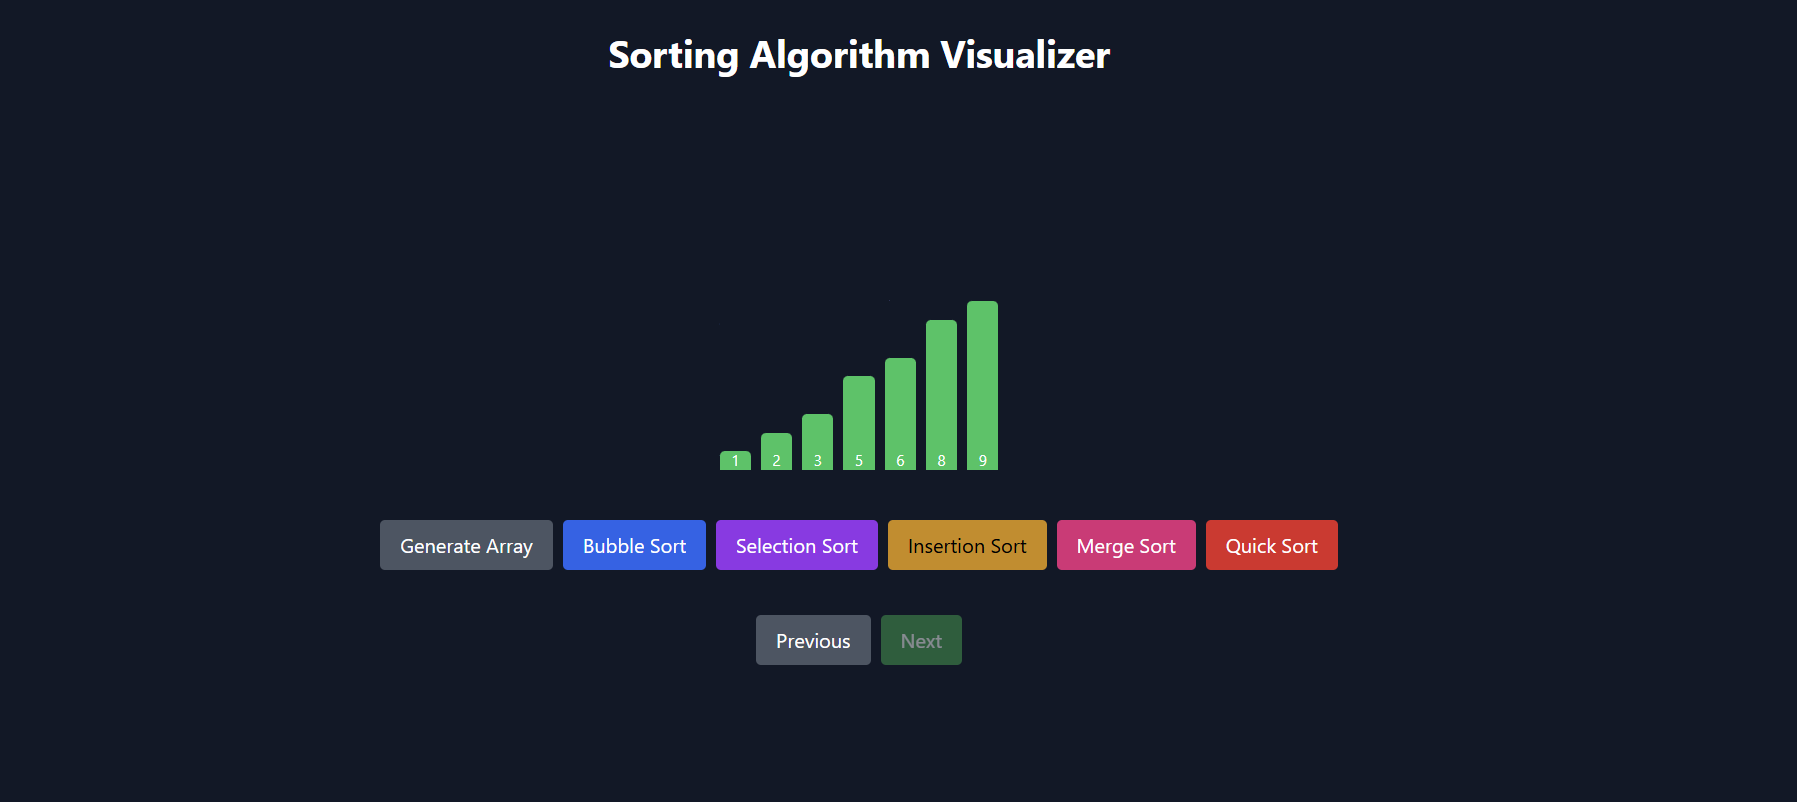 Sorting Algorithm Visualizer
1 2 3 5 6 8 9
Generate Array Bubble Sort Selection Sort Insertion Sort Merge Sort Quick Sort
Previous Next